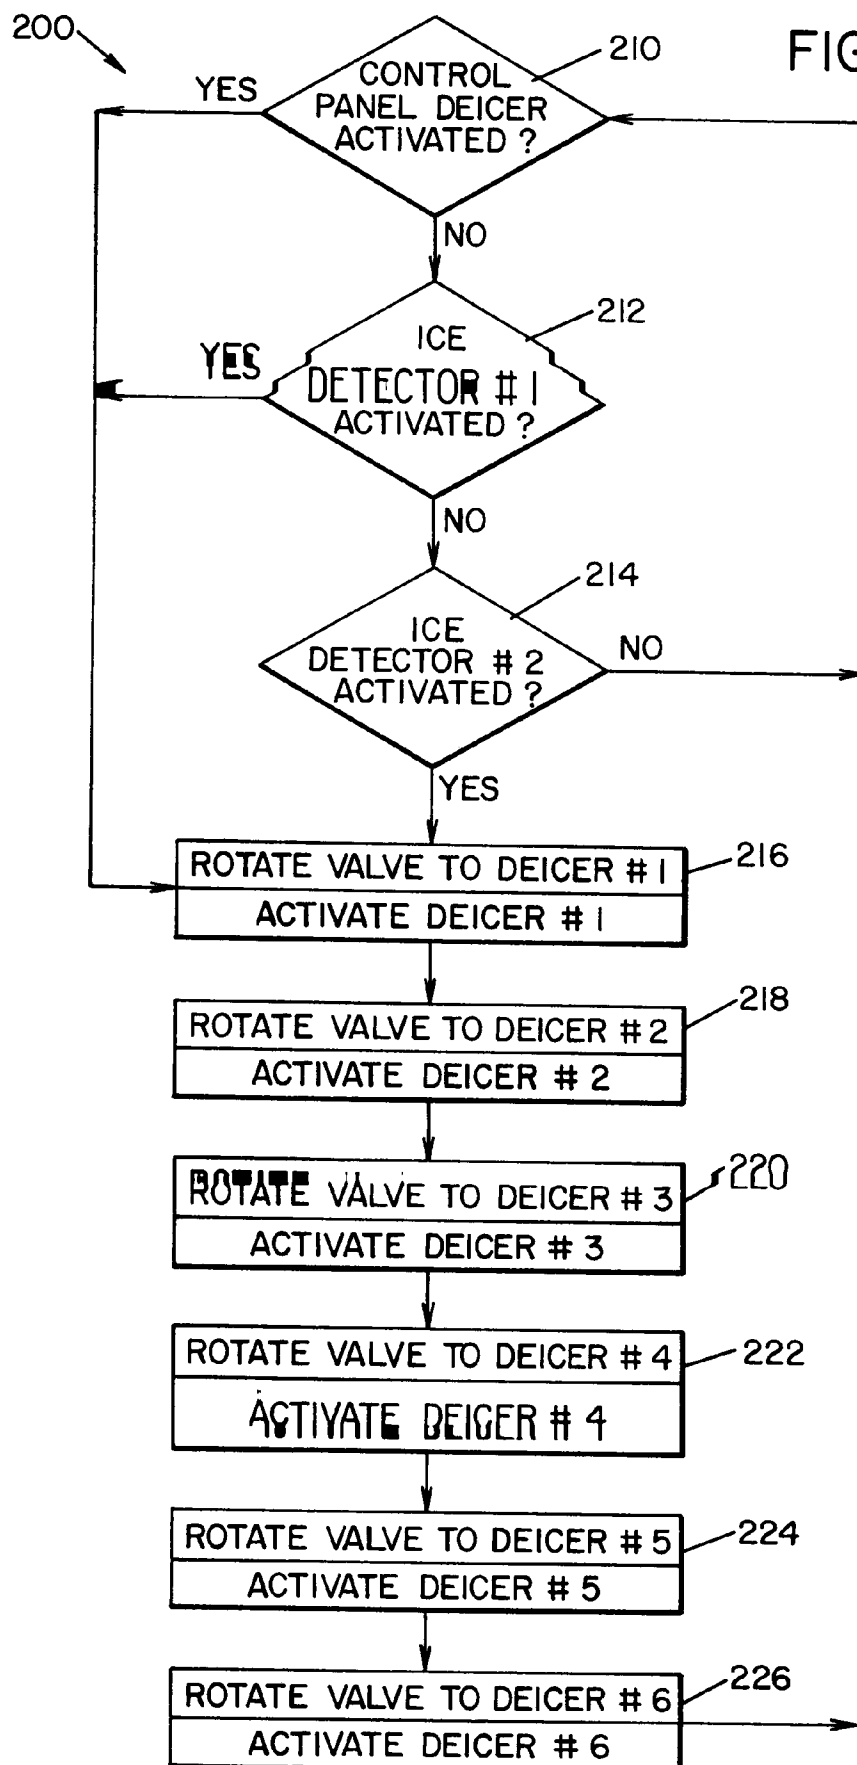 200
210
FIG
YES
CONTROL
PANEL DEICER
ACTIVATED ?
NO
212
YES
ICE
DETECTOR # 1
ACTIVATED ?
NO
214
ICE
DETECTOR # 2
ACTIVATED ?
NO
YES
ROTATE VALVE TO DEICER # 1
216
ACTIVATE DEICER # 1
218
ROTATE VALVE TO DEICER # 2
ACTIVATE DEICER # 2
220
ROTATE VALVE TO DEICER # 3
ACTIVATE DEICER # 3
ROTATE VALVE TO DEICER # 4
222
ACTIVATE DEICER # 4
ROTATE VALVE TO DEICER # 5
224
ACTIVATE DEICER # 5
226
ROTATE VALVE TO DEICER # 6
ACTIVATE DEICER # 6